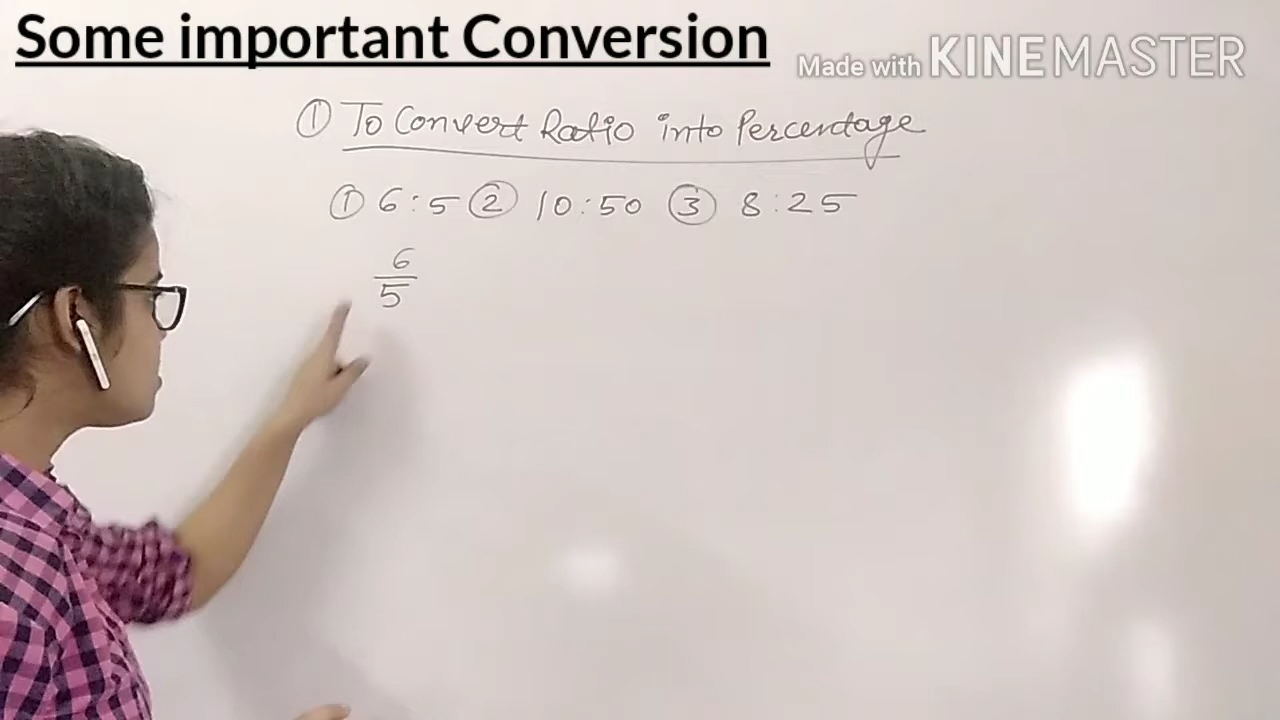 Some important Conversion
Made with KINEMASTER
① To Convert Ratio into Percentage
① 6:5 ② 10:50 ③ 8:25
6
5